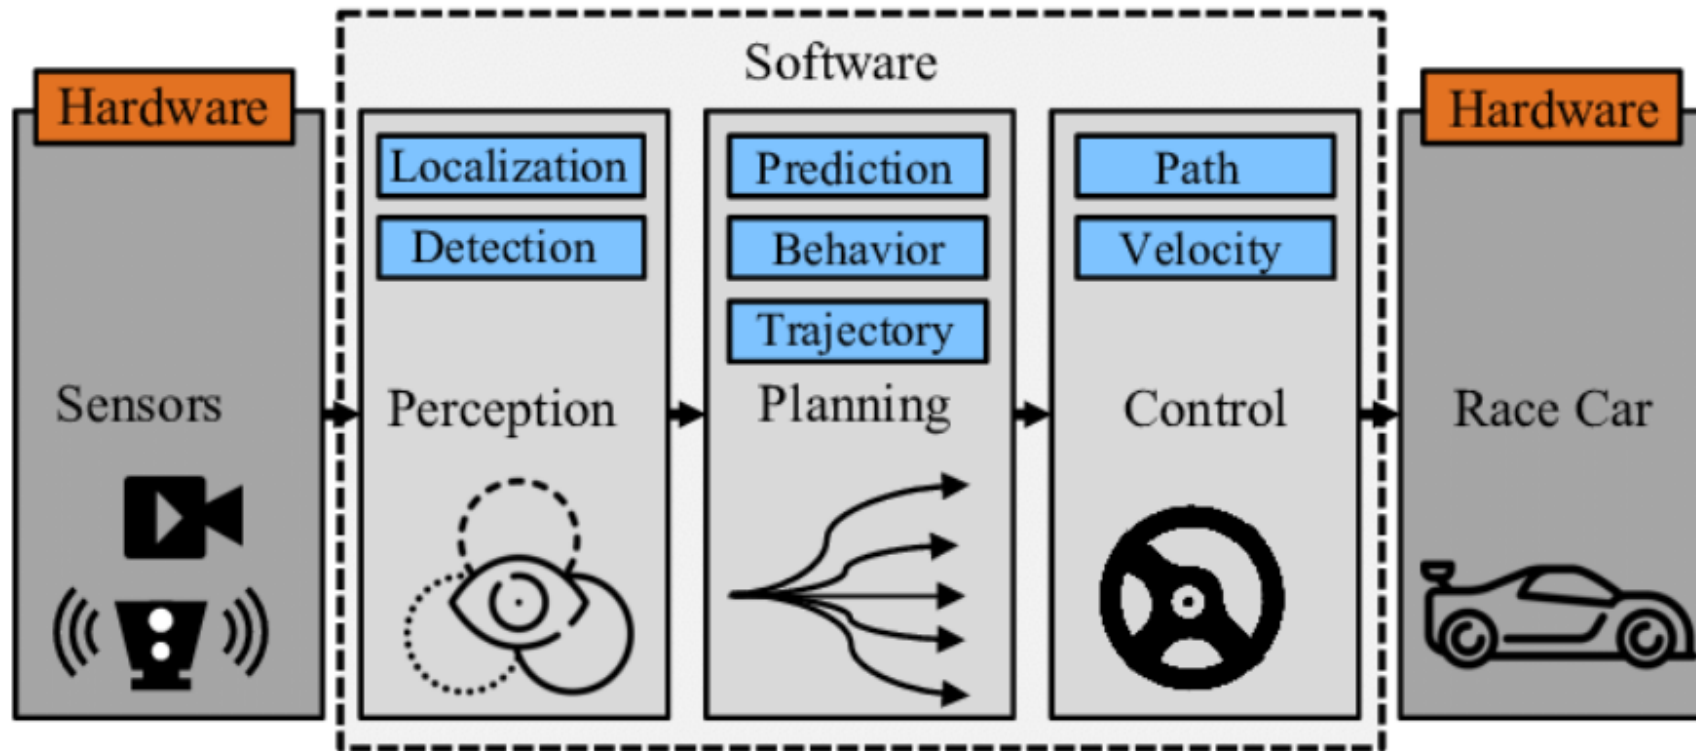 Software
Hardware
Sensors
Localization
Detection
Perception
Prediction
Behavior
Trajectory
Planning
Path
Velocity
Control
Hardware
Race Car